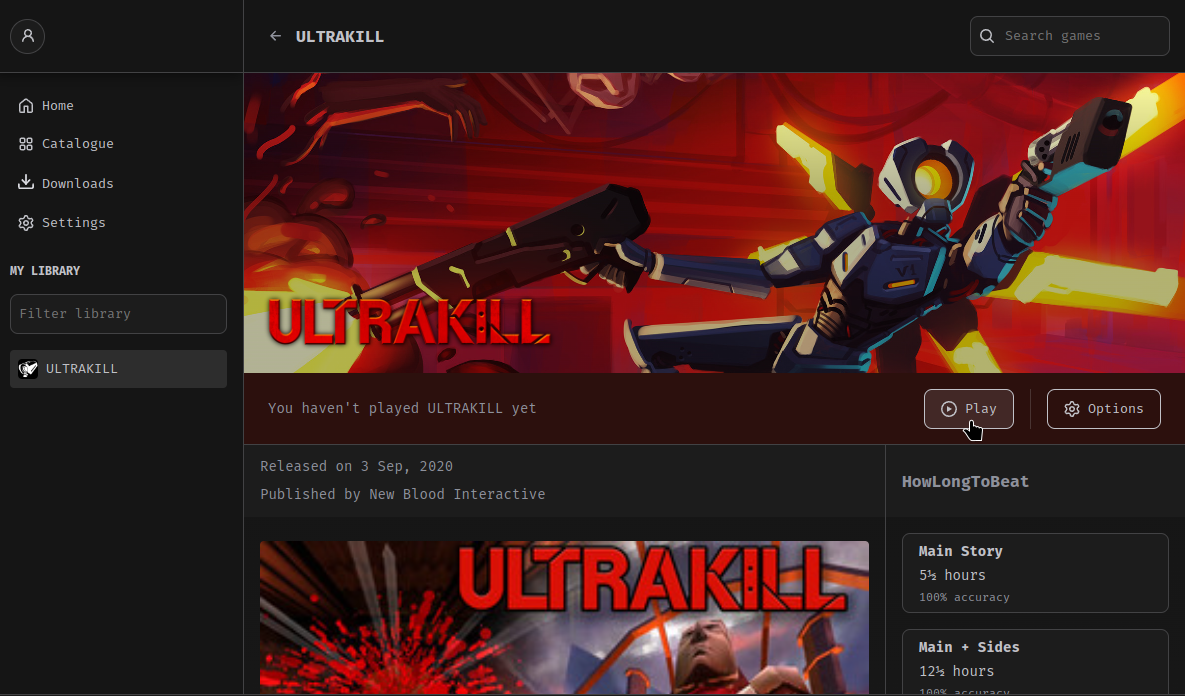 ULTRAKILL
Search games
Home
Catalogue
Downloads
Settings
MY LIBRARY
Filter library
ULTRAKILL
V1
ULTRAKILL
You haven't played ULTRAKILL yet
Play
Options
Released on 3 Sep, 2020
Published by New Blood Interactive
ULTRAKILL
HowLongToBeat
Main Story
5½ hours
100% accuracy
Main + Sides
12½ hours
100% accuracy